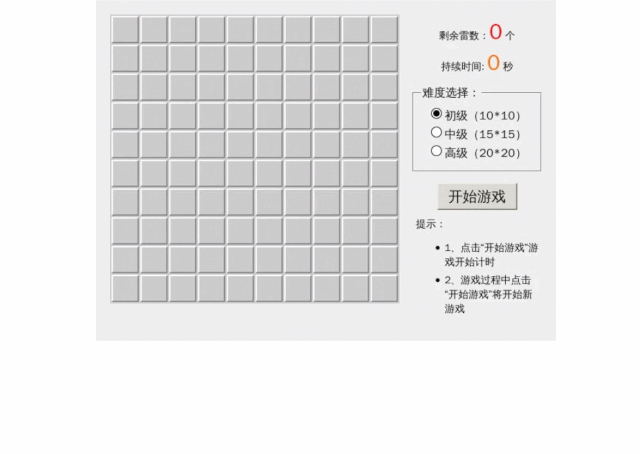 剩余雷数：0 个
持续时间: 0 秒
难度选择：
初级（10*10）
中级（15*15）
高级（20*20）
开始游戏
提示：
1、点击“开始游戏”游
戏开始计时
2、游戏过程中点击
“开始游戏”将开始新
游戏